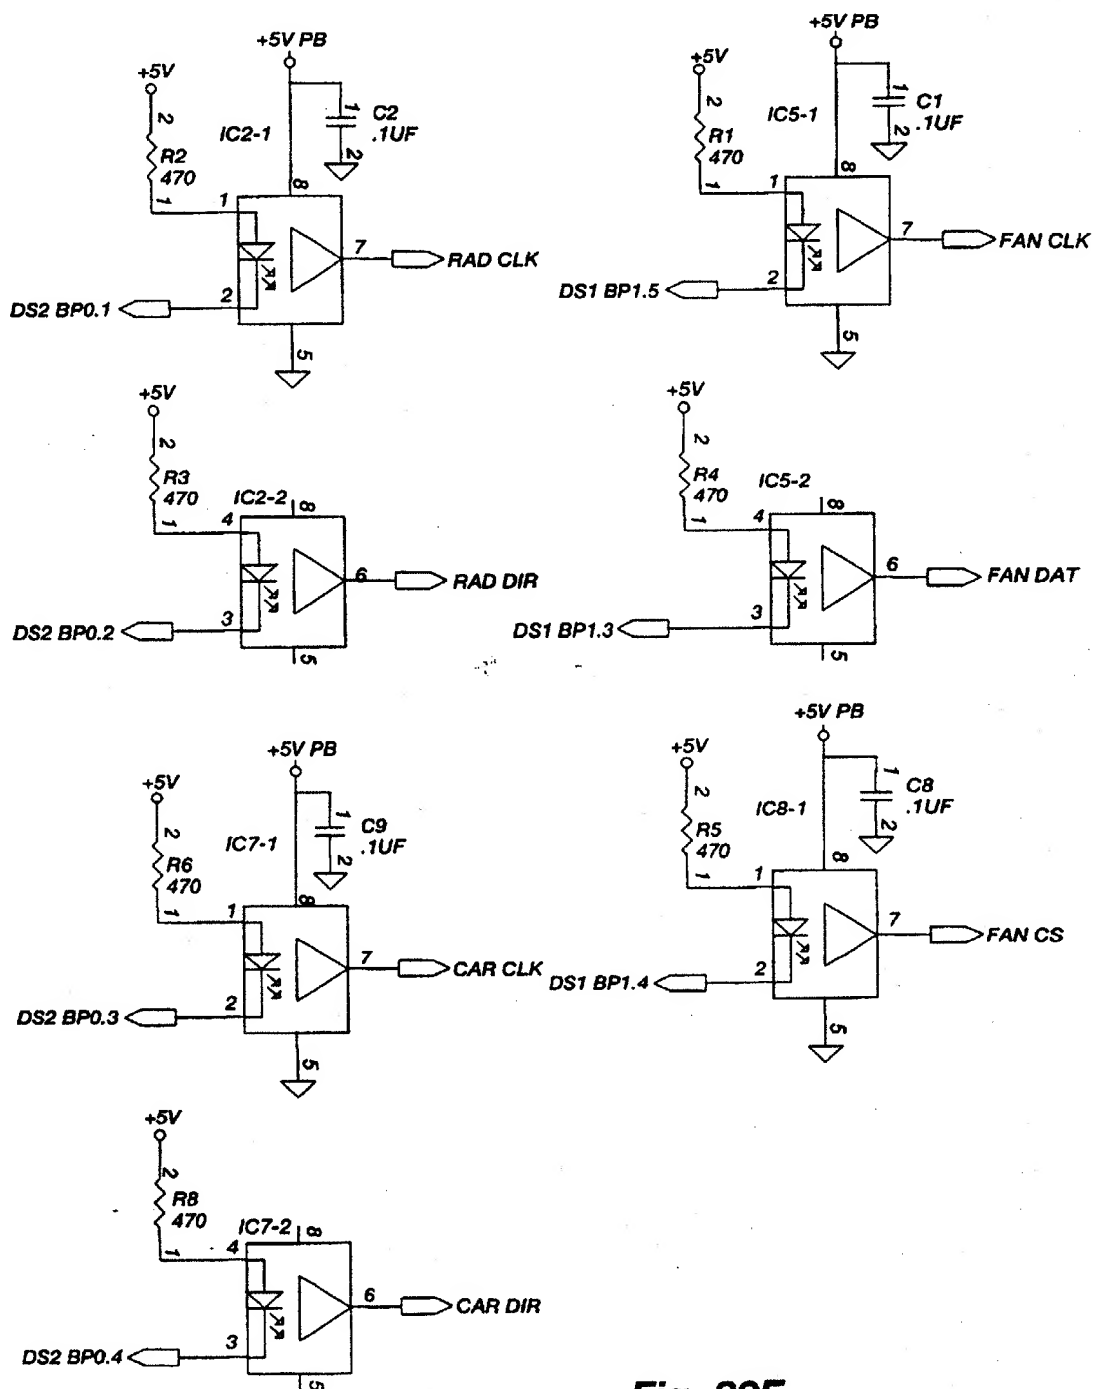 +5V PB
+5V
2
IC2-1
1
C2
.1UF
2
R2
470
8
1
1
7
RAD CLK
2
DS2 BP0.1
5
+5V PB
+5V
2
IC5-1
1
C1
.1UF
2
R1
470
8
1
1
7
FAN CLK
2
DS1 BP1.5
5
+5V
2
R3
470
IC2-2
8
1
4
6
RAD DIR
3
DS2 BP0.2
5
+5V
2
R4
470
IC5-2
8
1
4
6
FAN DAT
3
DS1 BP1.3
5
+5V PB
+5V
2
IC7-1
1
C9
.1UF
2
R6
470
8
1
1
7
CAR CLK
2
DS2 BP0.3
5
+5V PB
+5V
2
IC8-1
1
C8
.1UF
2
R5
470
8
1
1
7
FAN CS
2
DS1 BP1.4
5
+5V
2
R8
470
IC7-2
8
1
4
6
CAR DIR
3
DS2 BP0.4
5